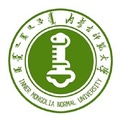 内蒙古师范大学
INNER MONGOLIA NORMAL UNIVERSITY